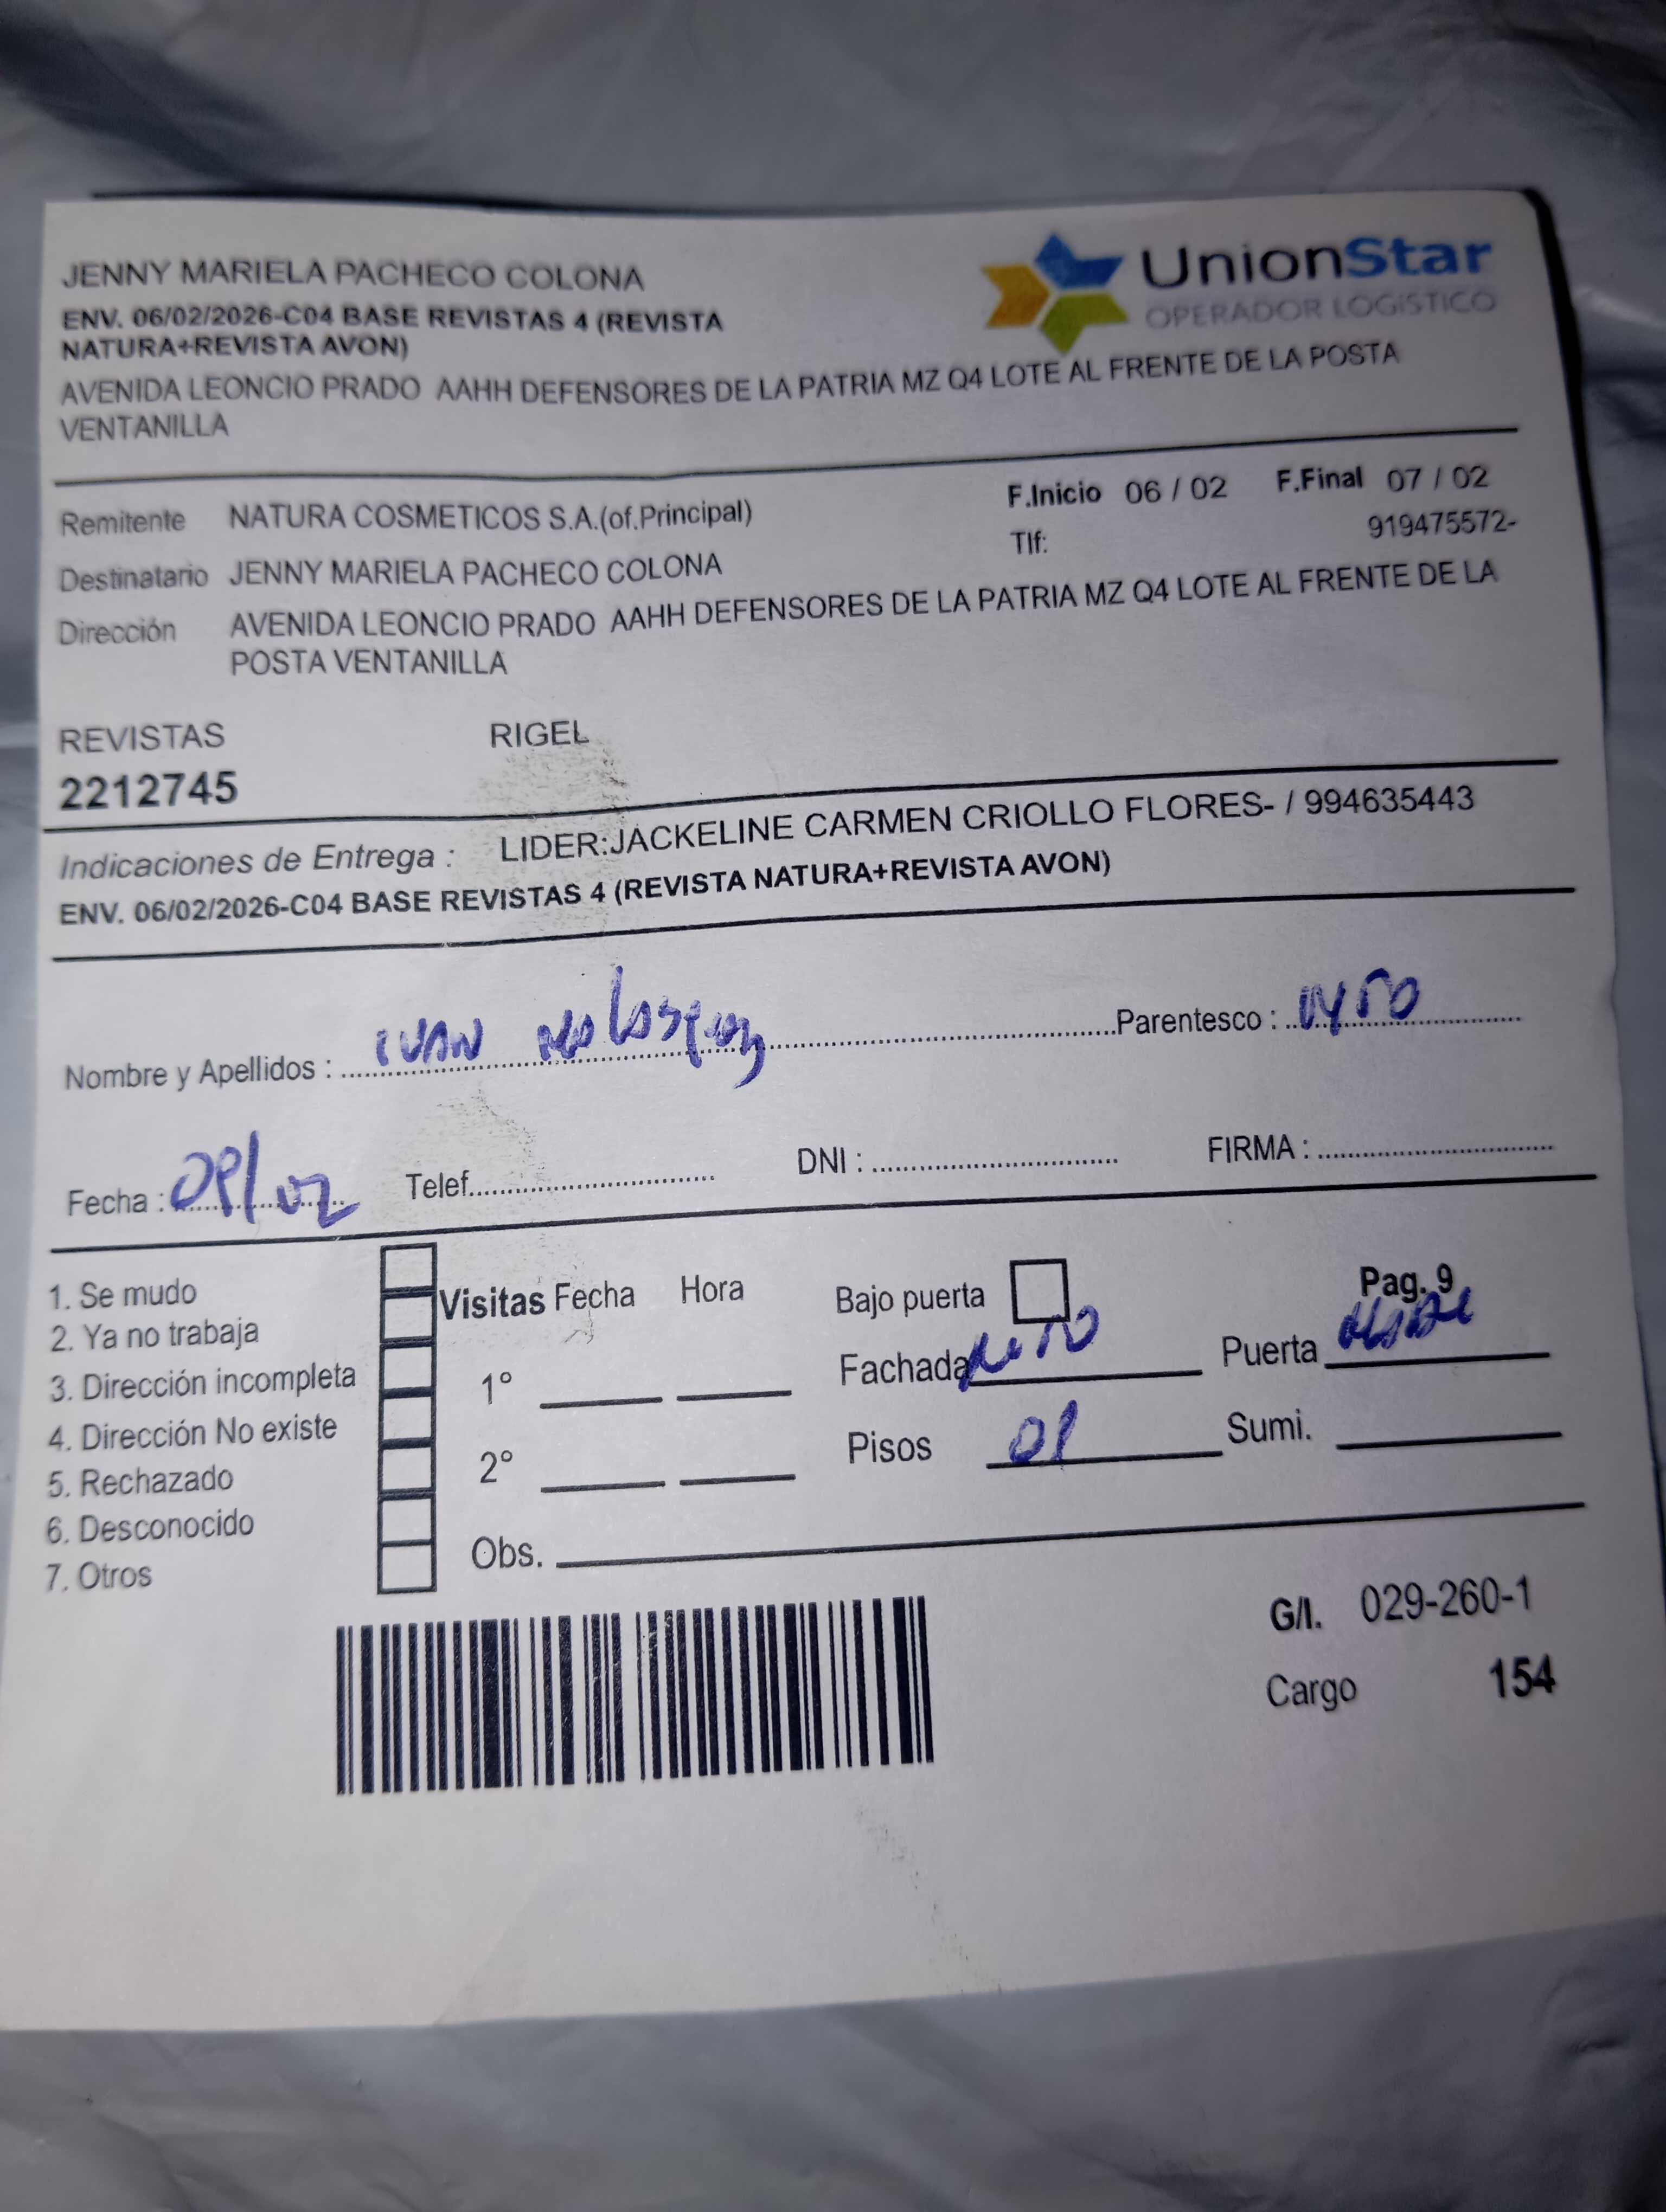 JENNY MARIELA PACHECO COLONA
UnionStar
OPERADOR LOGISTICO
ENV. 06/02/2026-C04 BASE REVISTAS 4 (REVISTA
NATURA+REVISTA AVON)
AVENIDA LEONCIO PRADO AAHH DEFENSORES DE LA PATRIA MZ Q4 LOTE AL FRENTE DE LA POSTA
VENTANILLA
Remitente NATURA COSMETICOS S.A.(of.Principal) F.Inicio 06 / 02 F.Final 07 / 02
Tlf: 919475572-
Destinatario JENNY MARIELA PACHECO COLONA
Dirección AVENIDA LEONCIO PRADO AAHH DEFENSORES DE LA PATRIA MZ Q4 LOTE AL FRENTE DE LA
POSTA VENTANILLA
REVISTAS RIGEL
2212745
Indicaciones de Entrega : LIDER:JACKELINE CARMEN CRIOLLO FLORES- / 994635443
ENV. 06/02/2026-C04 BASE REVISTAS 4 (REVISTA NATURA+REVISTA AVON)
Nombre y Apellidos : IVAN Parentesco :
Fecha : Telef. DNI : FIRMA :
1. Se mudo
2. Ya no trabaja
3. Dirección incompleta
4. Dirección No existe
5. Rechazado
6. Desconocido
7. Otros
Visitas Fecha Hora
1°
2°
Obs.
Bajo puerta Pag. 9
Fachada Puerta
Pisos 01 Sumi.
G/I. 029-260-1
Cargo 154